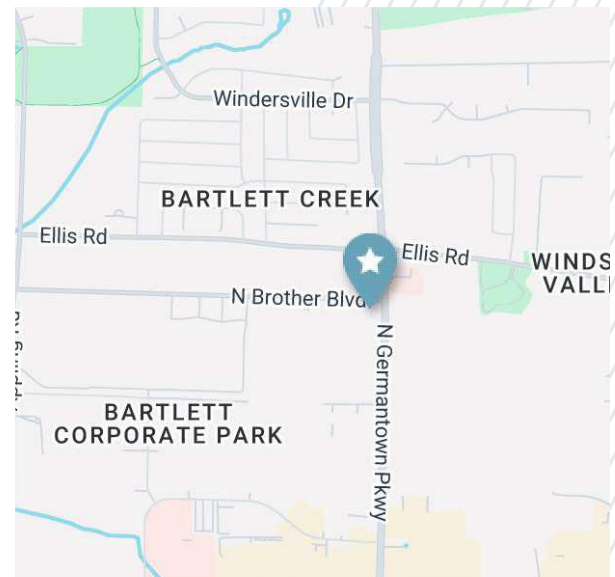 Windersville Dr
BARTLETT CREEK
Ellis Rd
Ellis Rd
WINDS
VALL
N Brother Blvd
N Germantown Pkwy
BARTLETT
CORPORATE PARK